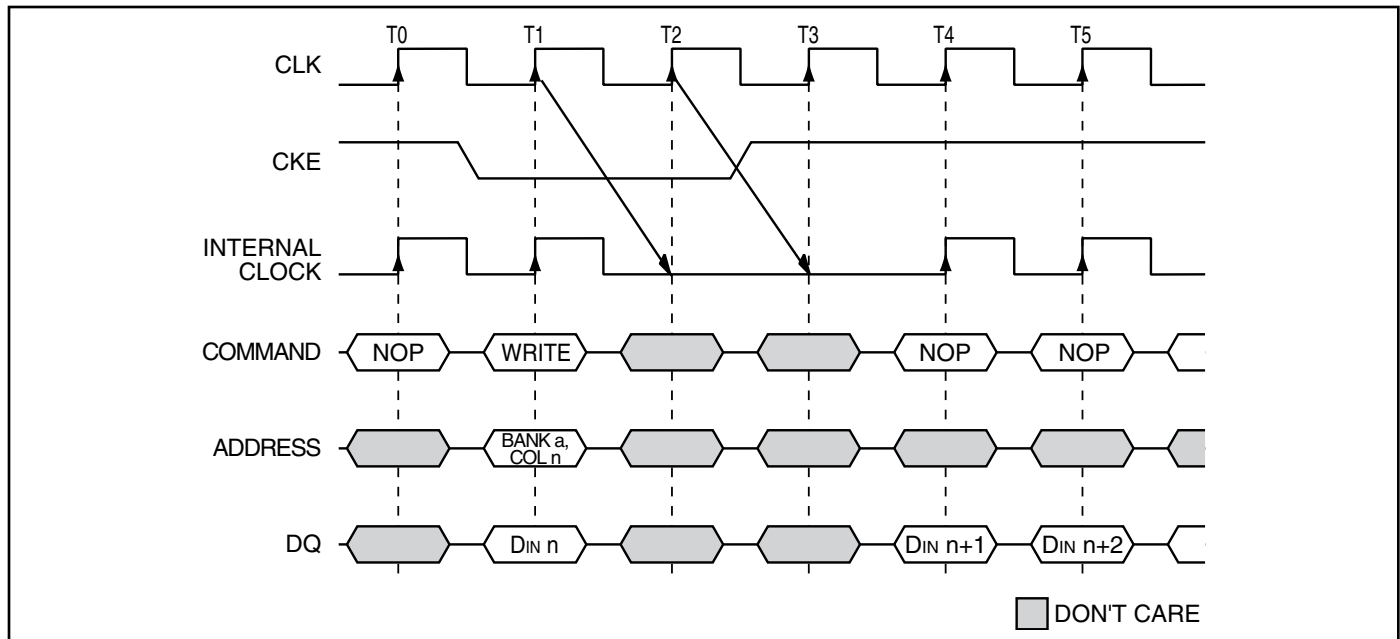 T0 T1 T2 T3 T4 T5
CLK
CKE
INTERNAL
CLOCK
COMMAND NOP WRITE NOP NOP
ADDRESS BANK a,
COL n
DQ DIN n DIN n+1 DIN n+2
DON'T CARE